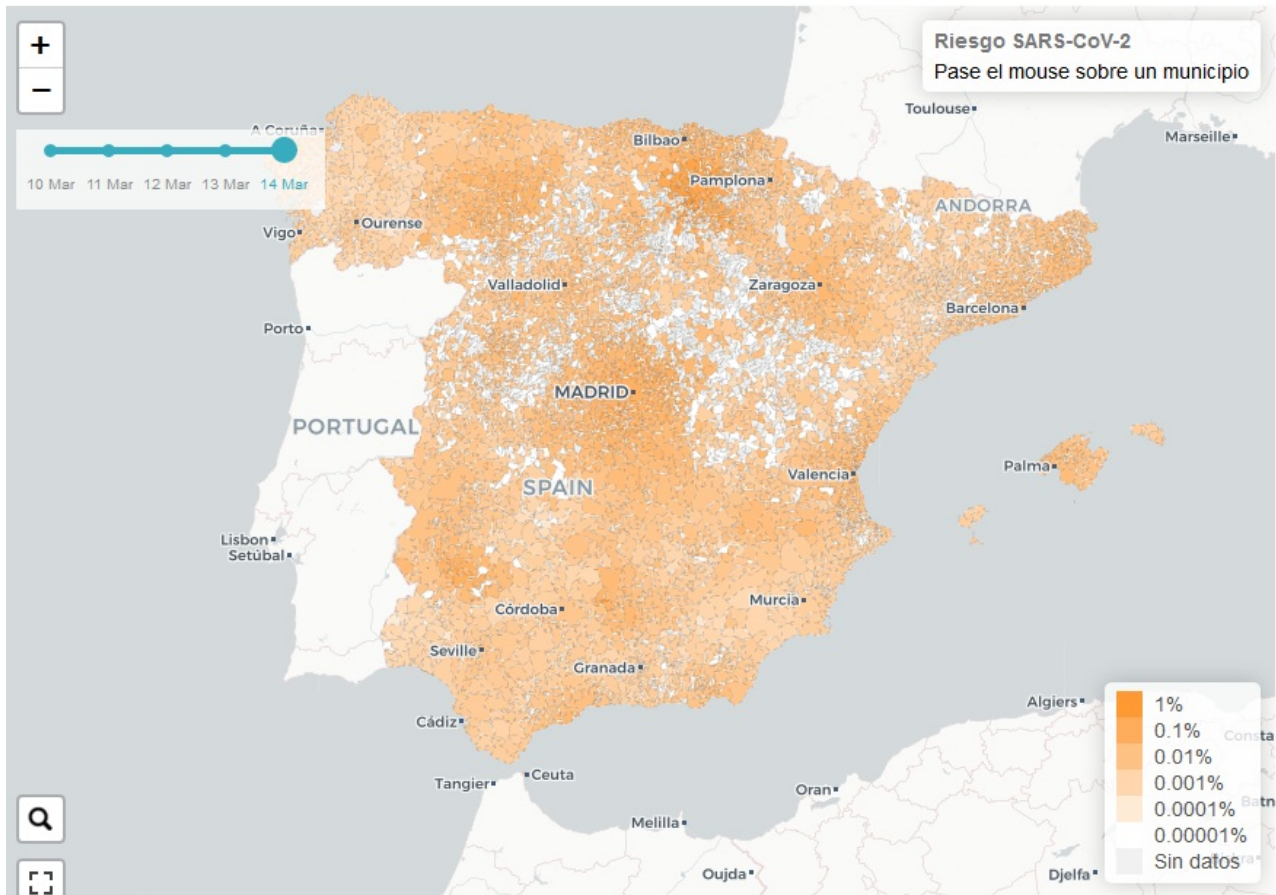 +
−
Riesgo SARS-CoV-2
Pase el mouse sobre un municipio
10 Mar 11 Mar 12 Mar 13 Mar 14 Mar
A Coruña
Bilbao
Toulouse
Marseille
Pamplona
ANDORRA
Ourense
Vigo
Valladolid
Zaragoza
Barcelona
Porto
MADRID
PORTUGAL
SPAIN
Valencia
Palma
Lisbon
Setúbal
Córdoba
Murcia
Seville
Granada
Cádiz
Algiers
Tangier
Ceuta
Oran
Melilla
Oujda
Djelfa
1%
0.1%
Consta
0.01%
0.001%
0.0001%
Batn
0.00001%
Sin datos